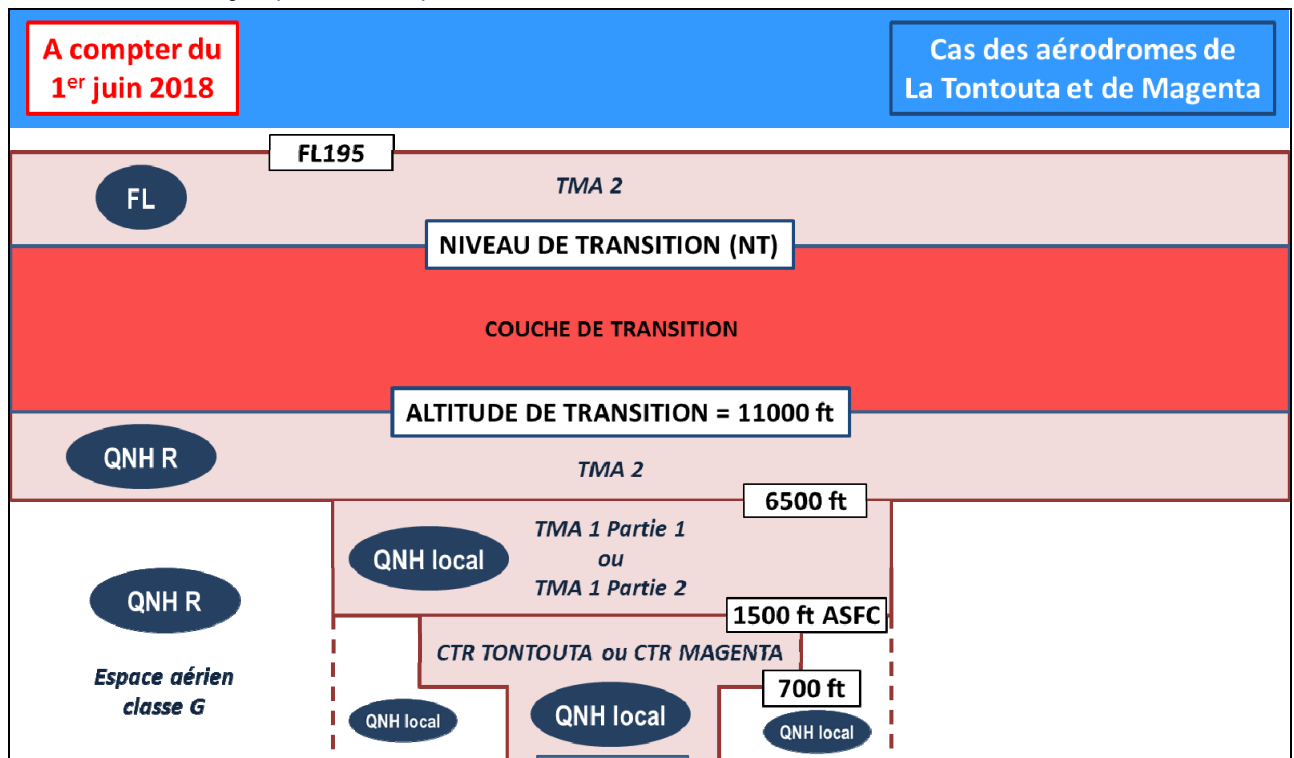 A compter du
1er juin 2018
Cas des aérodromes de
La Tontouta et de Magenta
FL195
FL
TMA 2
NIVEAU DE TRANSITION (NT)
COUCHE DE TRANSITION
ALTITUDE DE TRANSITION = 11000 ft
QNH R
TMA 2
6500 ft
TMA 1 Partie 1
QNH local
ou
TMA 1 Partie 2
QNH R
1500 ft ASFC
CTR TONTOUTA ou CTR MAGENTA
Espace aérien
classe G
700 ft
QNH local
QNH local
QNH local